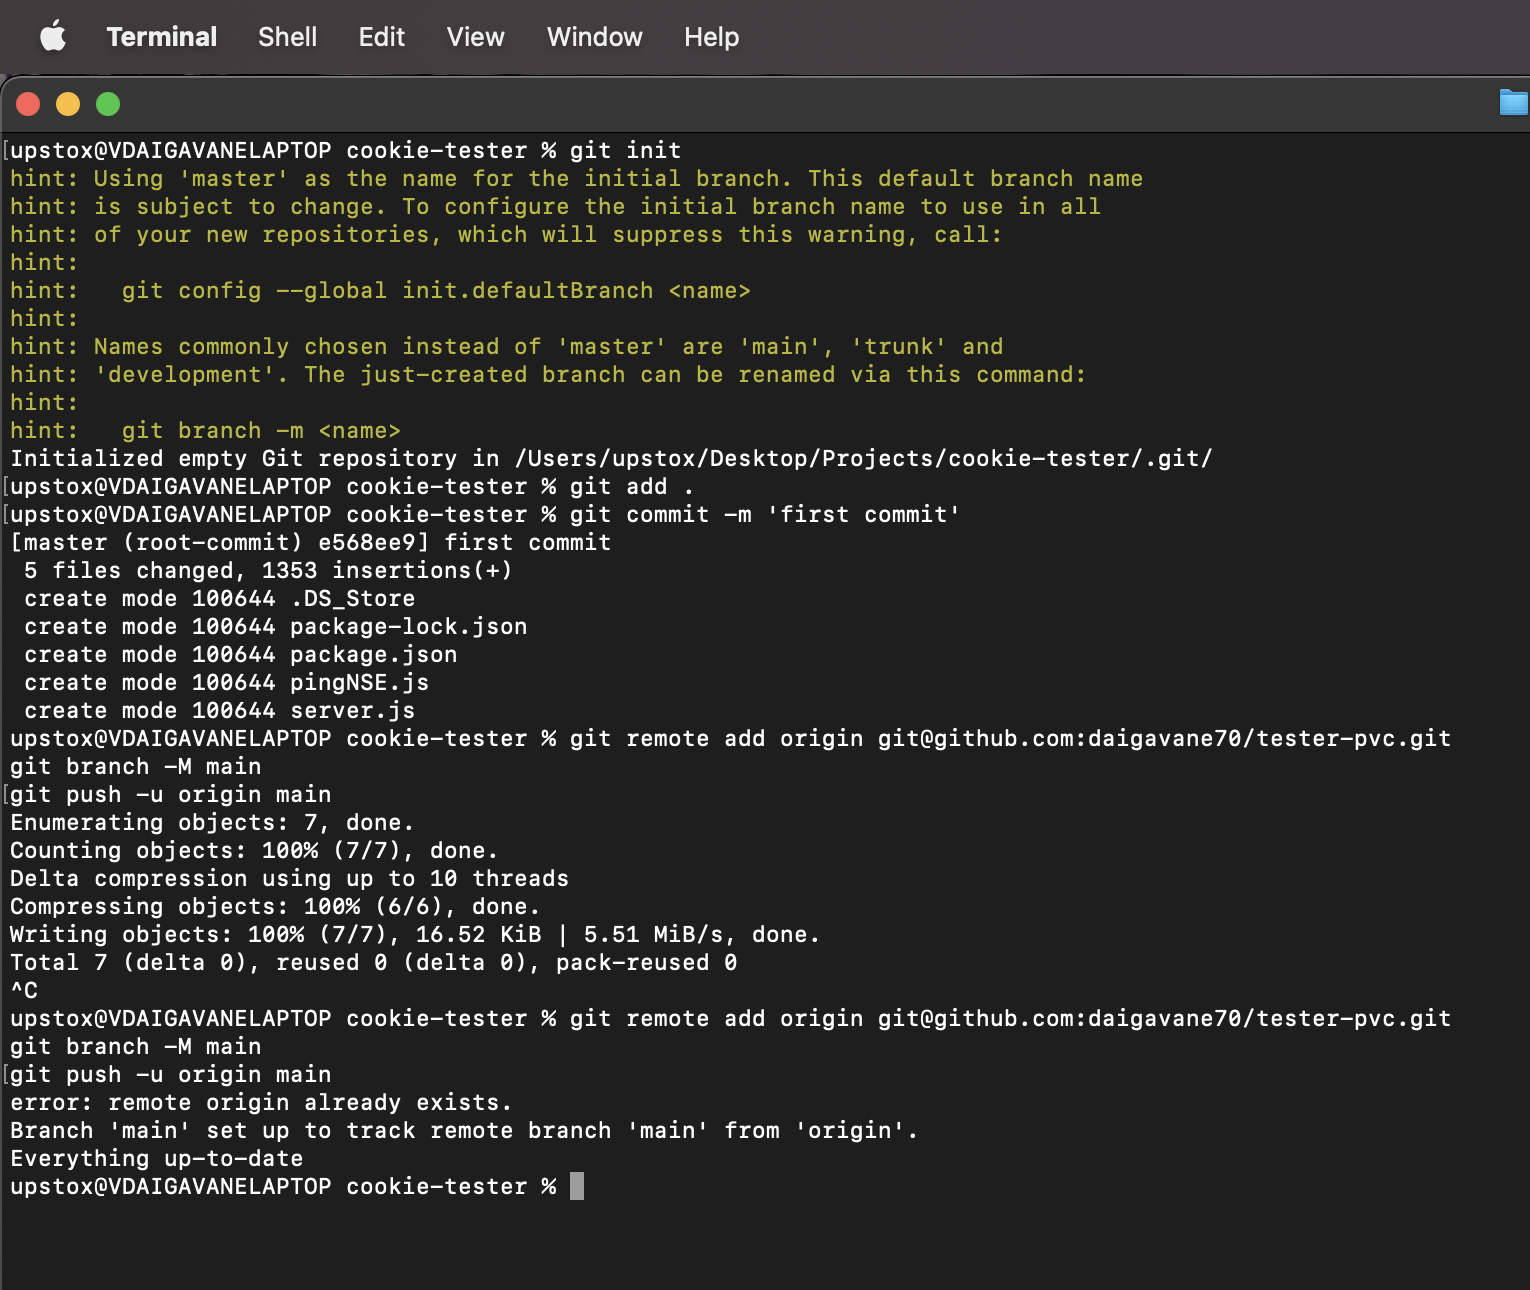 Terminal Shell Edit View Window Help
[upstox@VDAIGAVANELAPTOP cookie-tester % git init
hint: Using 'master' as the name for the initial branch. This default branch name
hint: is subject to change. To configure the initial branch name to use in all
hint: of your new repositories, which will suppress this warning, call:
hint:
hint:   git config --global init.defaultBranch <name>
hint:
hint: Names commonly chosen instead of 'master' are 'main', 'trunk' and
hint: 'development'. The just-created branch can be renamed via this command:
hint:
hint:   git branch -m <name>
Initialized empty Git repository in /Users/upstox/Desktop/Projects/cookie-tester/.git/
[upstox@VDAIGAVANELAPTOP cookie-tester % git add .
[upstox@VDAIGAVANELAPTOP cookie-tester % git commit -m 'first commit'
[master (root-commit) e568ee9] first commit
 5 files changed, 1353 insertions(+)
 create mode 100644 .DS_Store
 create mode 100644 package-lock.json
 create mode 100644 package.json
 create mode 100644 pingNSE.js
 create mode 100644 server.js
upstox@VDAIGAVANELAPTOP cookie-tester % git remote add origin git@github.com:daigavane70/tester-pvc.git
git branch -M main
[git push -u origin main
Enumerating objects: 7, done.
Counting objects: 100% (7/7), done.
Delta compression using up to 10 threads
Compressing objects: 100% (6/6), done.
Writing objects: 100% (7/7), 16.52 KiB | 5.51 MiB/s, done.
Total 7 (delta 0), reused 0 (delta 0), pack-reused 0
^C
upstox@VDAIGAVANELAPTOP cookie-tester % git remote add origin git@github.com:daigavane70/tester-pvc.git
git branch -M main
[git push -u origin main
error: remote origin already exists.
Branch 'main' set up to track remote branch 'main' from 'origin'.
Everything up-to-date
upstox@VDAIGAVANELAPTOP cookie-tester %